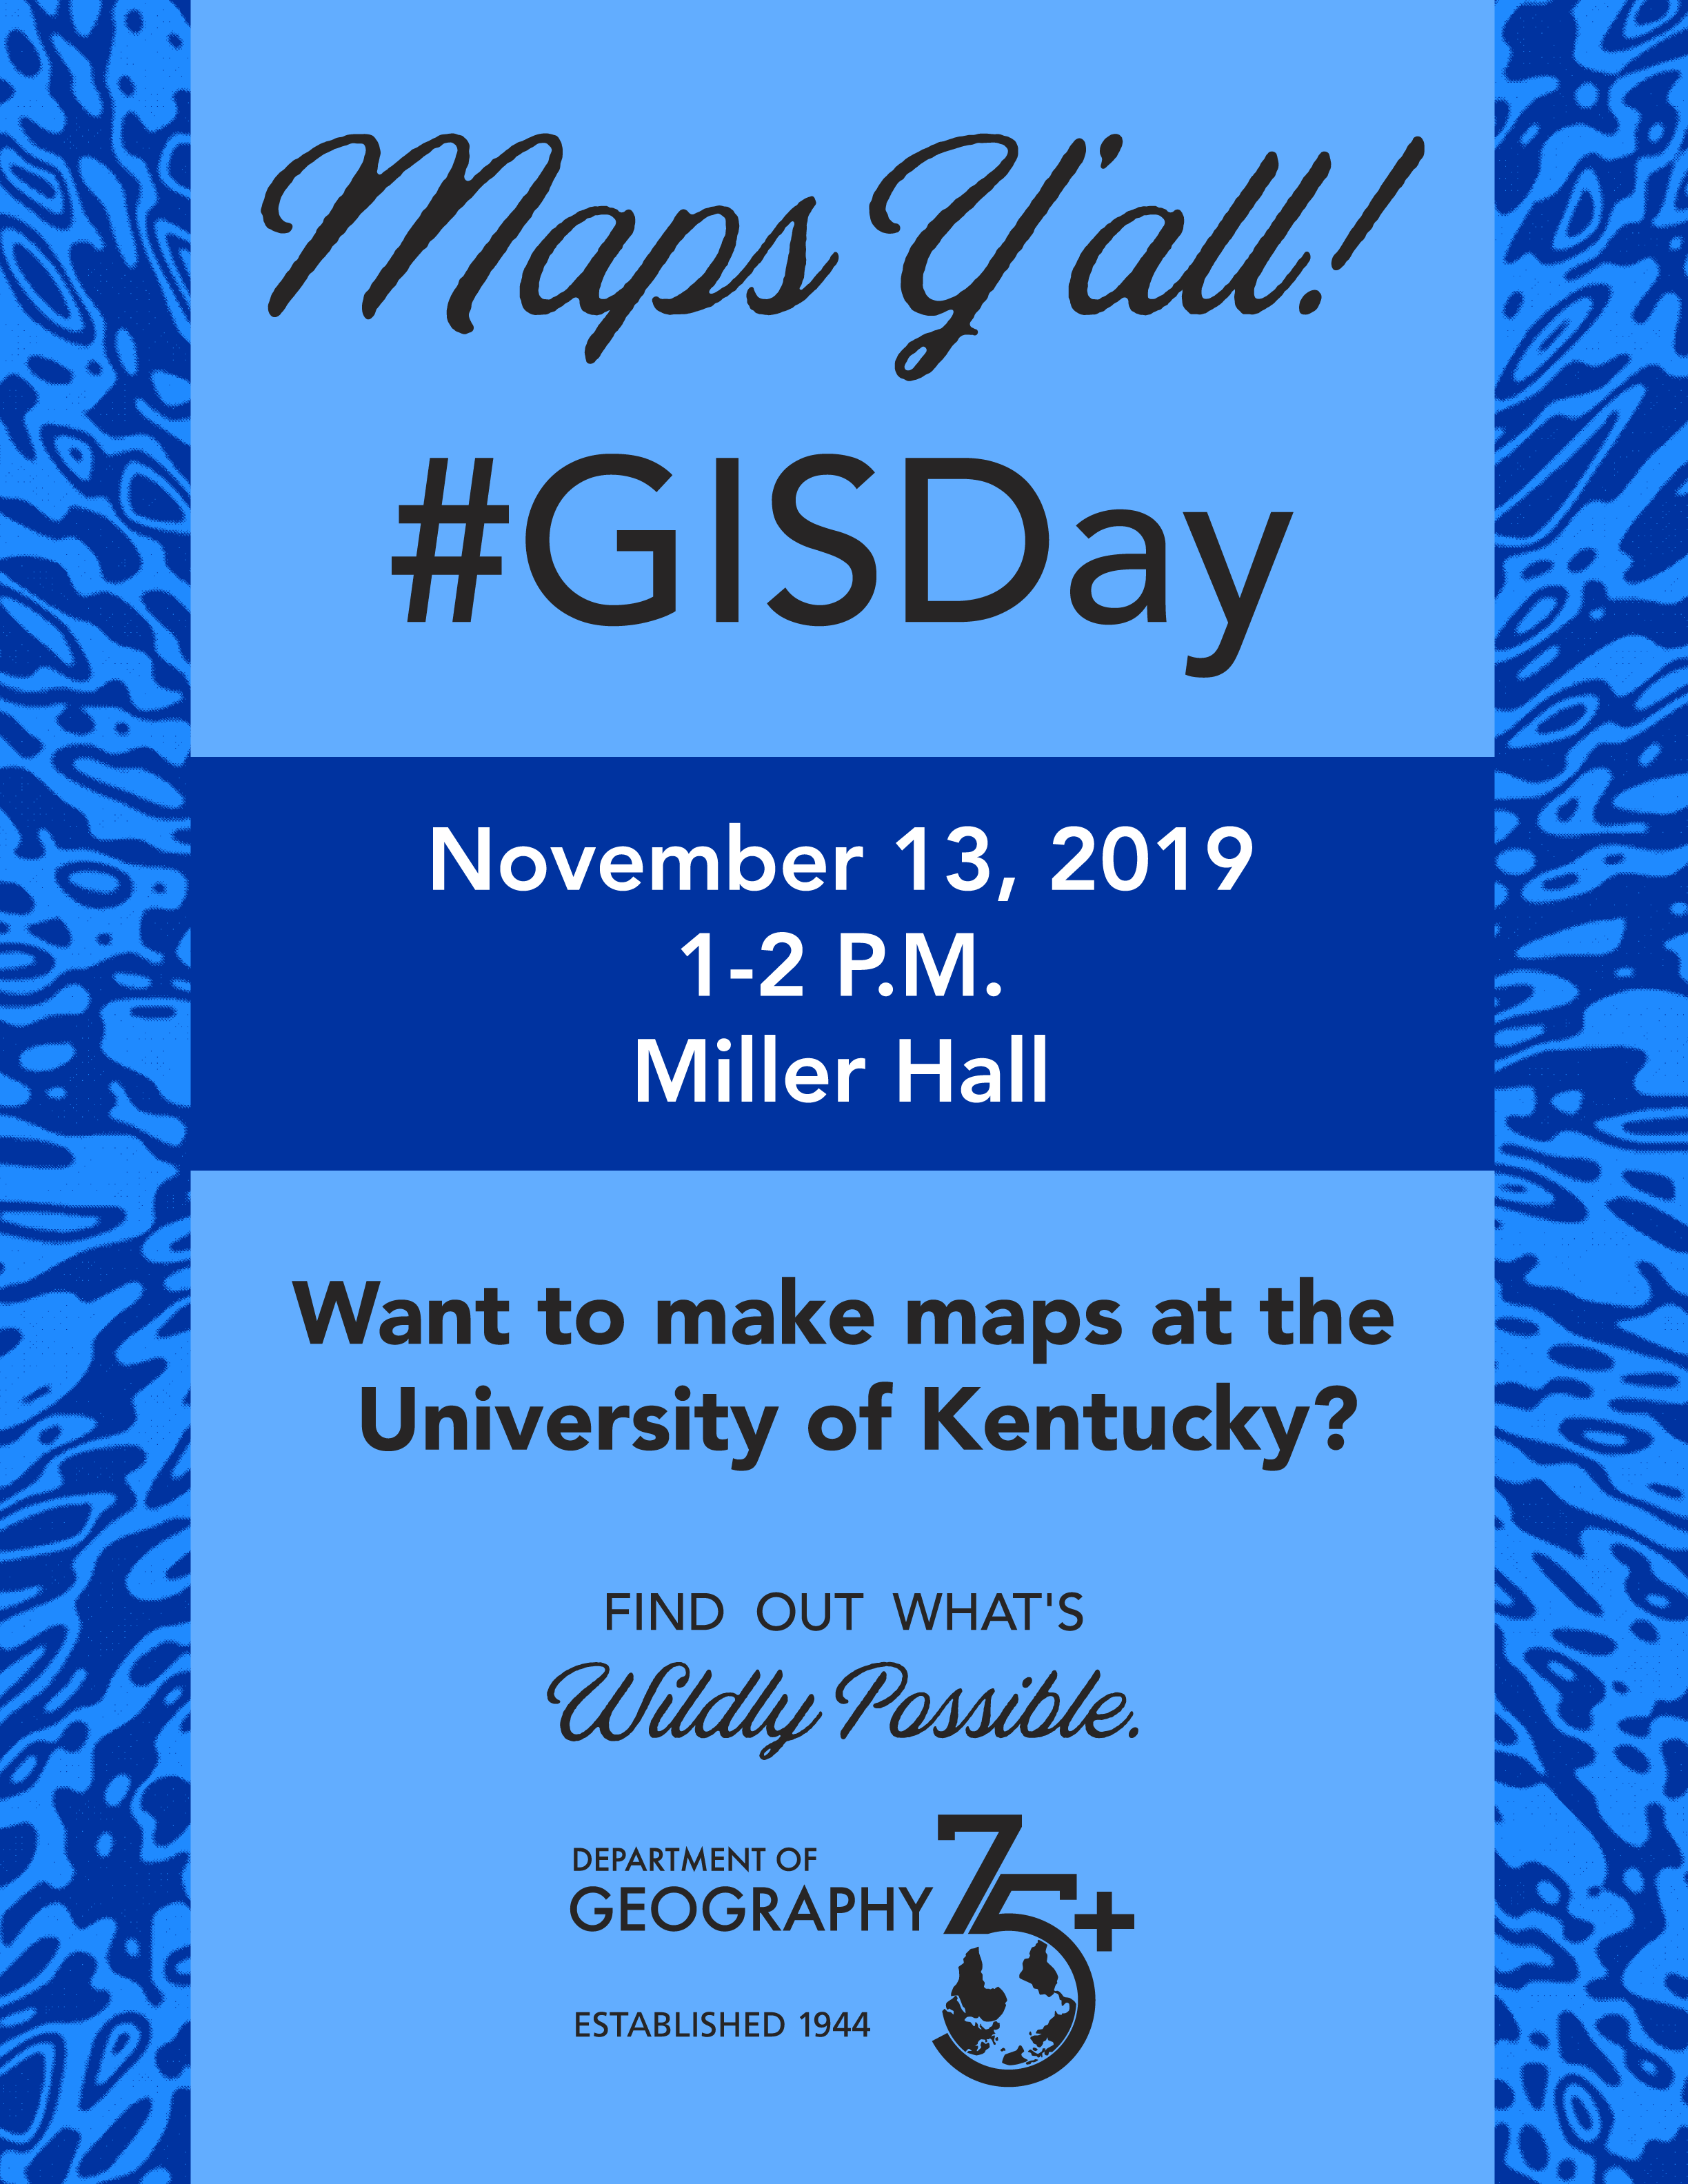 Maps Y'all!
#GISDay
November 13, 2019
1-2 P.M.
Miller Hall
Want to make maps at the
University of Kentucky?
FIND OUT WHAT'S
Wildly Possible.
DEPARTMENT OF
GEOGRAPHY 75+
ESTABLISHED 1944